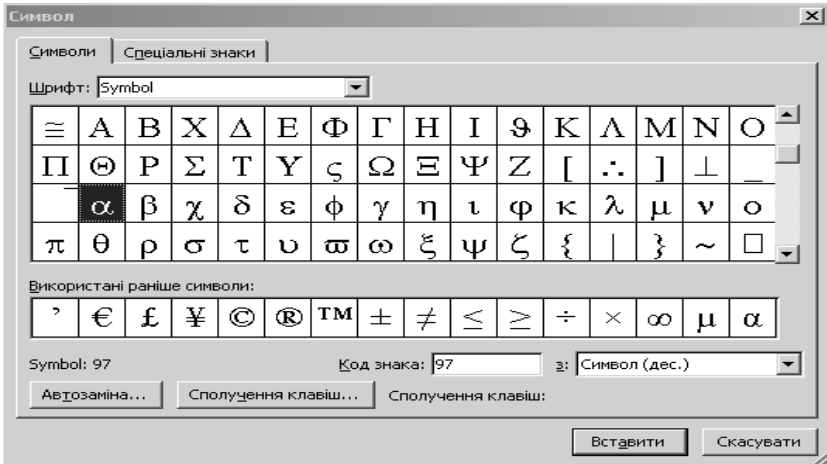 Символ
Символи Спеціальні знаки
Шрифт: Symbol
≅ Α Β Χ Δ Ε Φ Γ Η Ι ϑ Κ Λ Μ Ν Ο
Π Θ Ρ Σ Τ Υ ς Ω Ξ Ψ Ζ [ ∴ ] ⊥ _
‾ α β χ δ ε φ γ η ι ϕ κ λ μ ν ο
π θ ρ σ τ υ ϖ ω ξ ψ ζ { | } ~ □
Використані раніше символи:
’ € £ ¥ © ® ™ ± ≠ ≤ ≥ ÷ × ∞ µ α
Symbol: 97 Код знака: 97 з: Символ (дес.)
Автозаміна... Сполучення клавіш... Сполучення клавіш:
Вставити Скасувати